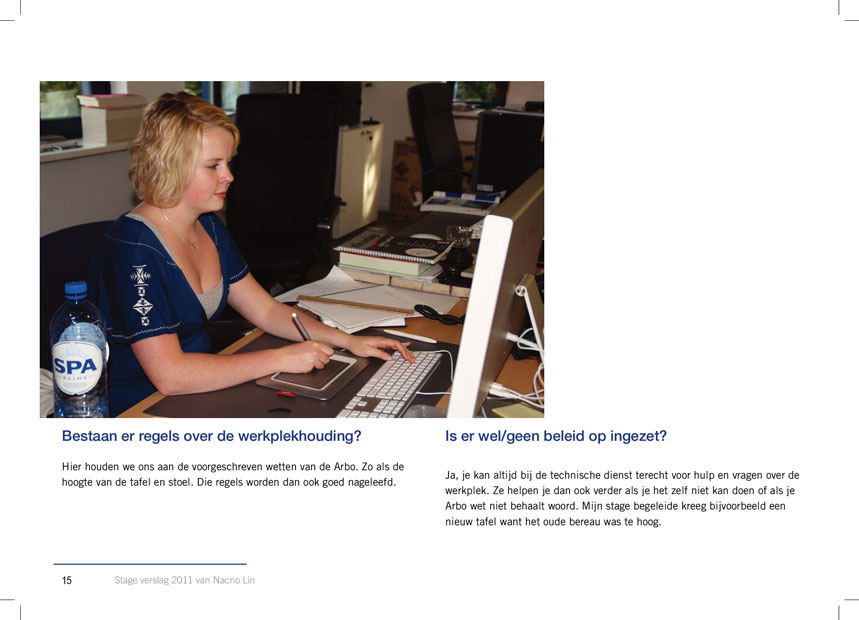 SPA
REINE
Bestaan er regels over de werkplekhouding?
Hier houden we ons aan de voorgeschreven wetten van de Arbo. Zo als de
hoogte van de tafel en stoel. Die regels worden dan ook goed nageleefd.
Is er wel/geen beleid op ingezet?
Ja, je kan altijd bij de technische dienst terecht voor hulp en vragen over de
werkplek. Ze helpen je dan ook verder als je het zelf niet kan doen of als je
Arbo wet niet behaalt woord. Mijn stage begeleide kreeg bijvoorbeeld een
nieuw tafel want het oude bereau was te hoog.
15
Stage verslag 2011 van Nacno Lin